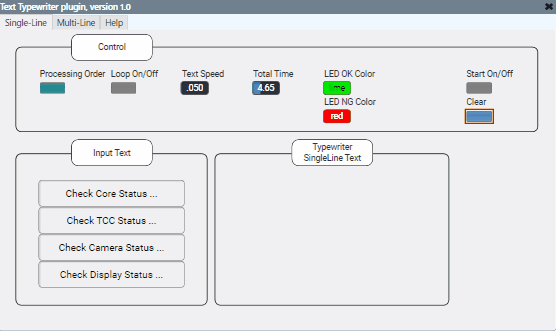 Text Typewriter plugin, version 1.0
Single-Line Multi-Line Help
Control
Processing Order Loop On/Off Text Speed Total Time LED OK Color Start On/Off
.050 4.65 lime
LED NG Color Clear
red
Input Text
Typewriter
SingleLine Text
Check Core Status ...
Check TCC Status ...
Check Camera Status ...
Check Display Status ...